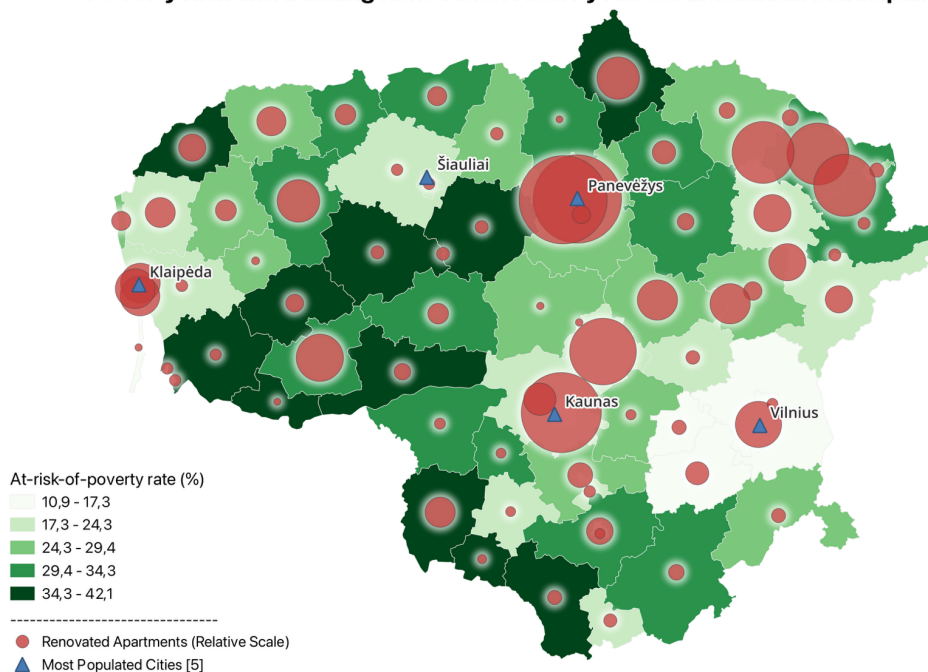 Šiauliai
Panevėžys
Klaipėda
Kaunas
Vilnius
At-risk-of-poverty rate (%)
10,9 - 17,3
17,3 - 24,3
24,3 - 29,4
29,4 - 34,3
34,3 - 42,1
------------------------------
Renovated Apartments (Relative Scale)
Most Populated Cities [5]